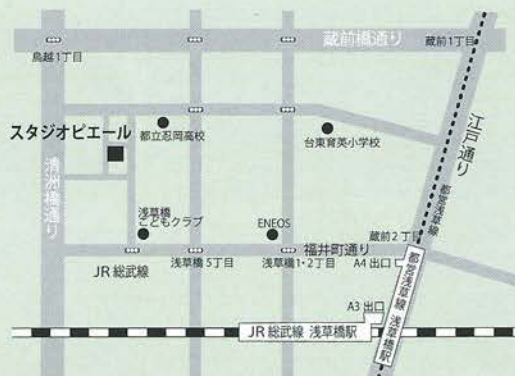 蔵前橋通り
蔵前1丁目
鳥越1丁目
都立忍岡高校
台東育英小学校
スタジオピエール
江戸通り
都営浅草線
清洲橋通り
浅草橋
こどもクラブ
ENEOS
蔵前2丁目
福井町通り
JR 総武線
浅草橋5丁目
浅草橋1・2丁目
A4 出口
A3 出口
都営浅草線 浅草橋駅
JR 総武線 浅草橋駅